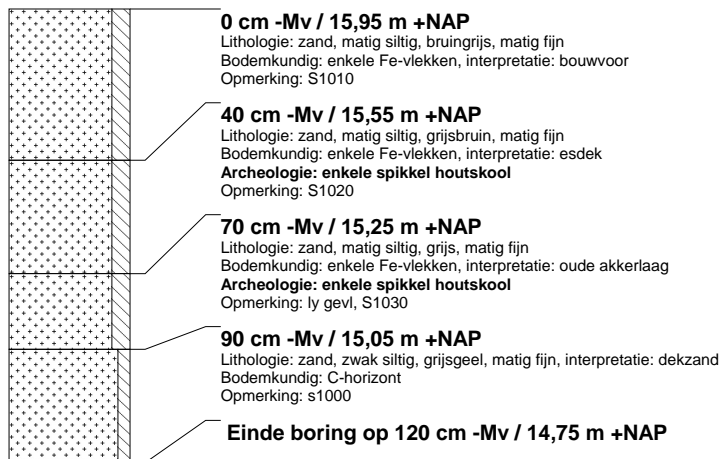 0 cm -Mv / 15,95 m +NAP
Lithologie: zand, matig siltig, bruingrijs, matig fijn
Bodemkundig: enkele Fe-vlekken, interpretatie: bouwvoor
Opmerking: S1010
40 cm -Mv / 15,55 m +NAP
Lithologie: zand, matig siltig, grijsbruin, matig fijn
Bodemkundig: enkele Fe-vlekken, interpretatie: esdek
Archeologie: enkele spikkel houtskool
Opmerking: S1020
70 cm -Mv / 15,25 m +NAP
Lithologie: zand, matig siltig, grijs, matig fijn
Bodemkundig: enkele Fe-vlekken, interpretatie: oude akkerlaag
Archeologie: enkele spikkel houtskool
Opmerking: ly gevl, S1030
90 cm -Mv / 15,05 m +NAP
Lithologie: zand, zwak siltig, grijsgeel, matig fijn, interpretatie: dekzand
Bodemkundig: C-horizont
Opmerking: s1000
Einde boring op 120 cm -Mv / 14,75 m +NAP